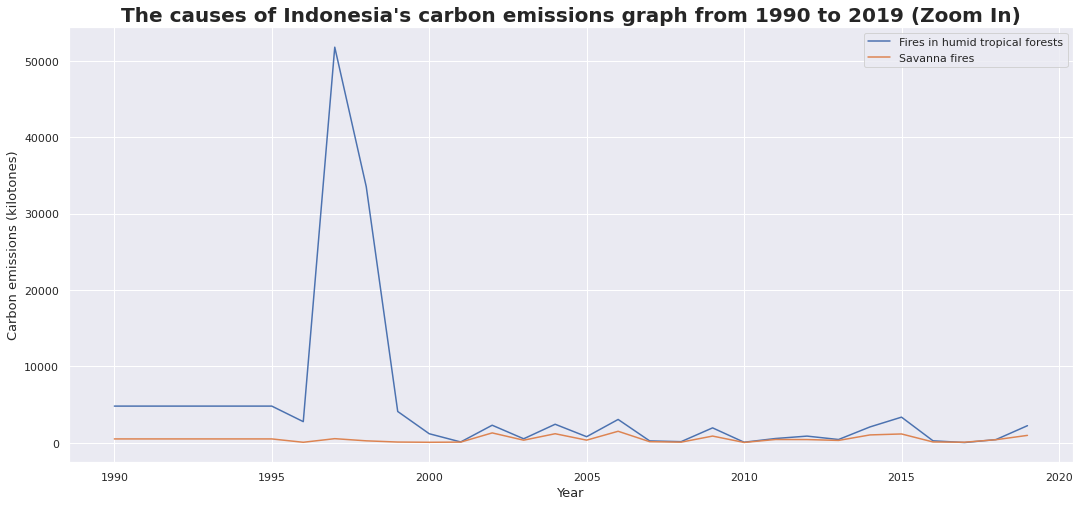 The causes of Indonesia's carbon emissions graph from 1990 to 2019 (Zoom In)
Fires in humid tropical forests
Savanna fires
Carbon emissions (kilotones)
50000
40000
30000
20000
10000
0
1990 1995 2000 2005 2010 2015 2020
Year